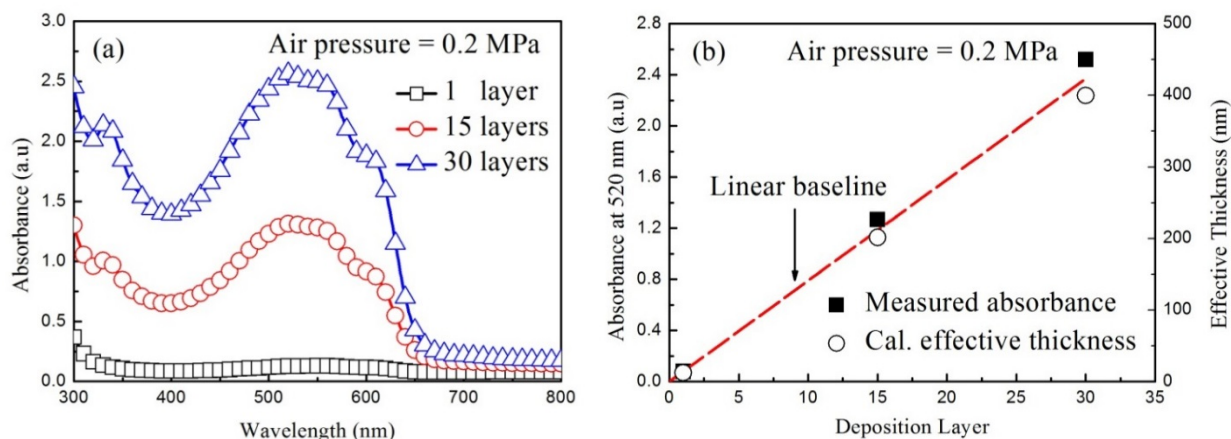 (a)
Air pressure = 0.2 MPa
1 layer
15 layers
30 layers
3.0
2.5
2.0
1.5
1.0
0.5
0.0
Absorbance (a.u)
300 400 500 600 700 800
Wavelength (nm)
(b)
Air pressure = 0.2 MPa
Linear baseline
Measured absorbance
Cal. effective thickness
2.8
2.4
2.0
1.6
1.2
0.8
0.4
0.0
Absorbance at 520 nm (a.u)
500
400
300
200
100
0
Effective Thickness (nm)
0 5 10 15 20 25 30 35
Deposition Layer